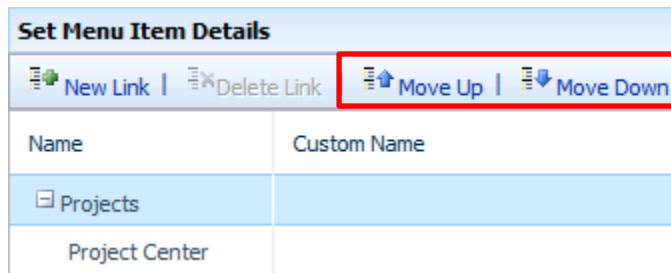 Set Menu Item Details
New Link | Delete Link | Move Up | Move Down
Name Custom Name
Projects
Project Center